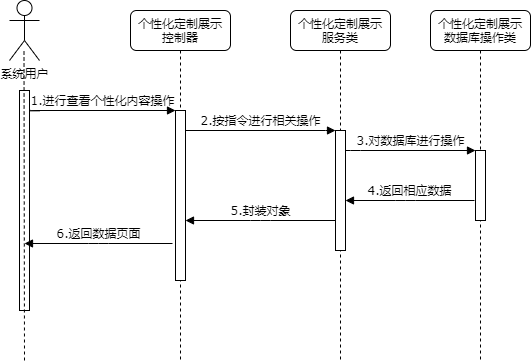 个性化定制展示
控制器
个性化定制展示
服务类
个性化定制展示
数据库操作类
系统用户
1.进行查看个性化内容操作
2.按指令进行相关操作
3.对数据库进行操作
4.返回相应数据
5.封装对象
6.返回数据页面